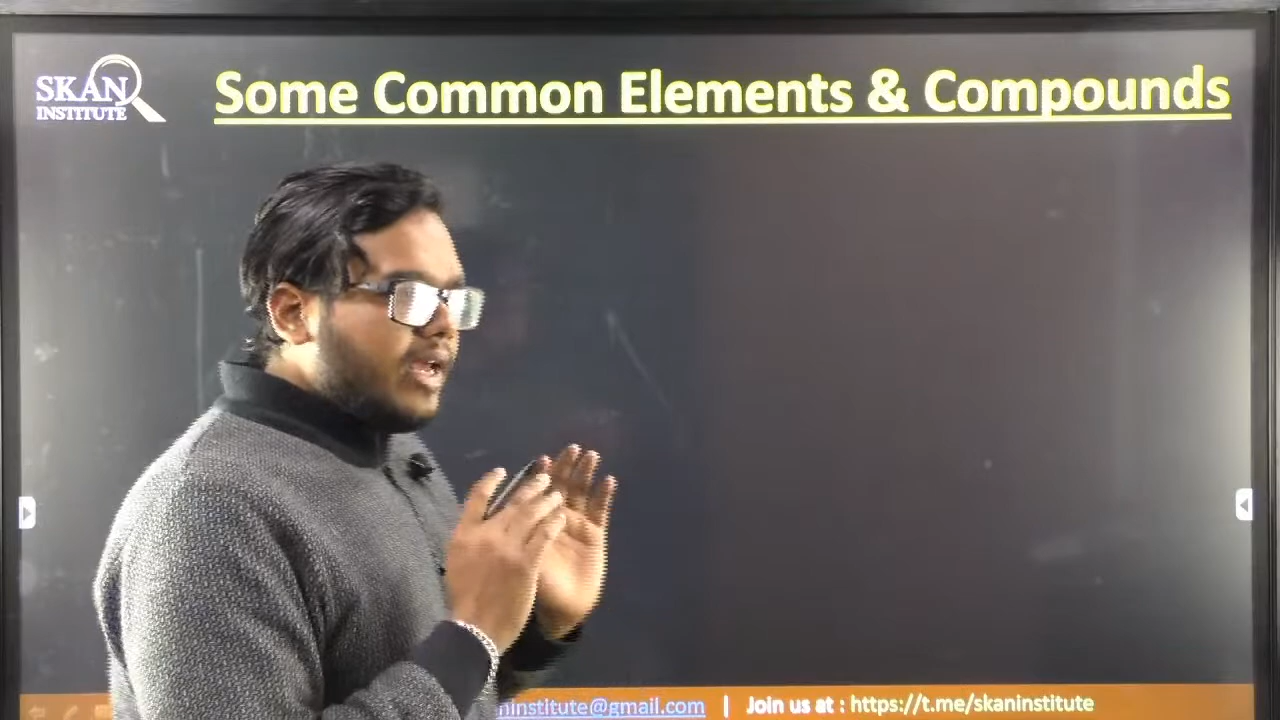 SKAN
INSTITUTE
Some Common Elements & Compounds
ninstitute@gmail.com | Join us at : https://t.me/skaninstitute